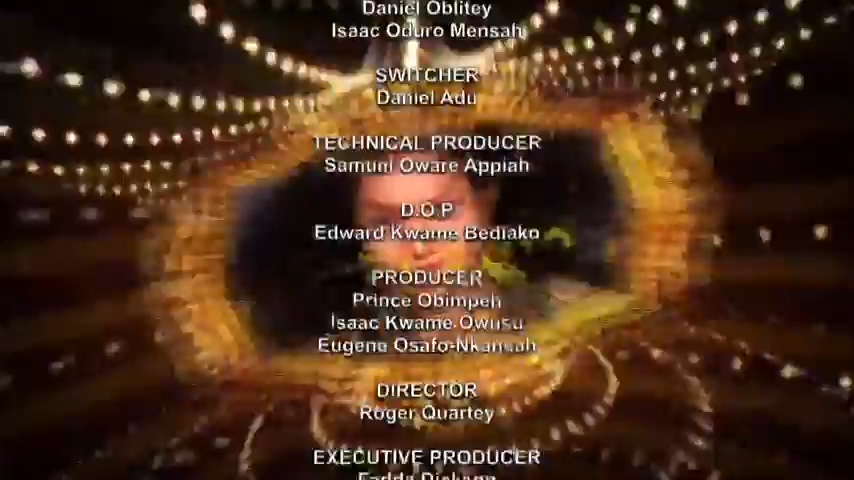 Daniel Oblitey
Isaac Oduro Mensah
SWITCHER
Daniel Adu
TECHNICAL PRODUCER
Samuni Oware Appiah
D.O.P
Edward Kwame Bediako
PRODUCER
Prince Obimpeh
Isaac Kwame Owusu
Eugene Osafo-Nkansah
DIRECTOR
Roger Quartey
EXECUTIVE PRODUCER